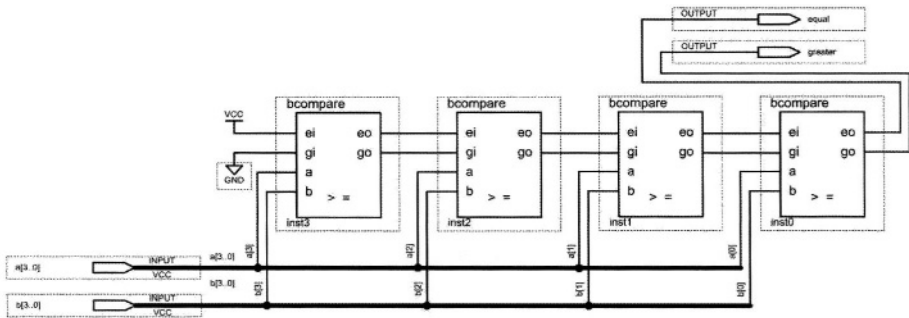 OUTPUT equal
OUTPUT greater
bcompare bcompare bcompare bcompare
VCC
ei eo ei eo ei eo ei eo
gi go gi go gi go gi go
GND
a a a a
b b b b
> = > = > = > =
inst3 inst2 inst1 inst0
a[3] a[2] a[1] a[0]
a[3..0] INPUT a[3..0]
VCC
b[3..0]
b[3] b[2] b[1] b[0]
b[3..0] INPUT
VCC